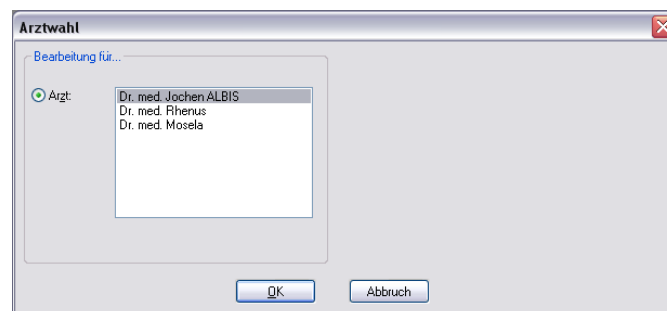 Arztwahl
Bearbeitung für...
Arzt:
Dr. med. Jochen ALBIS
Dr. med. Rhenus
Dr. med. Mosela
OK
Abbruch